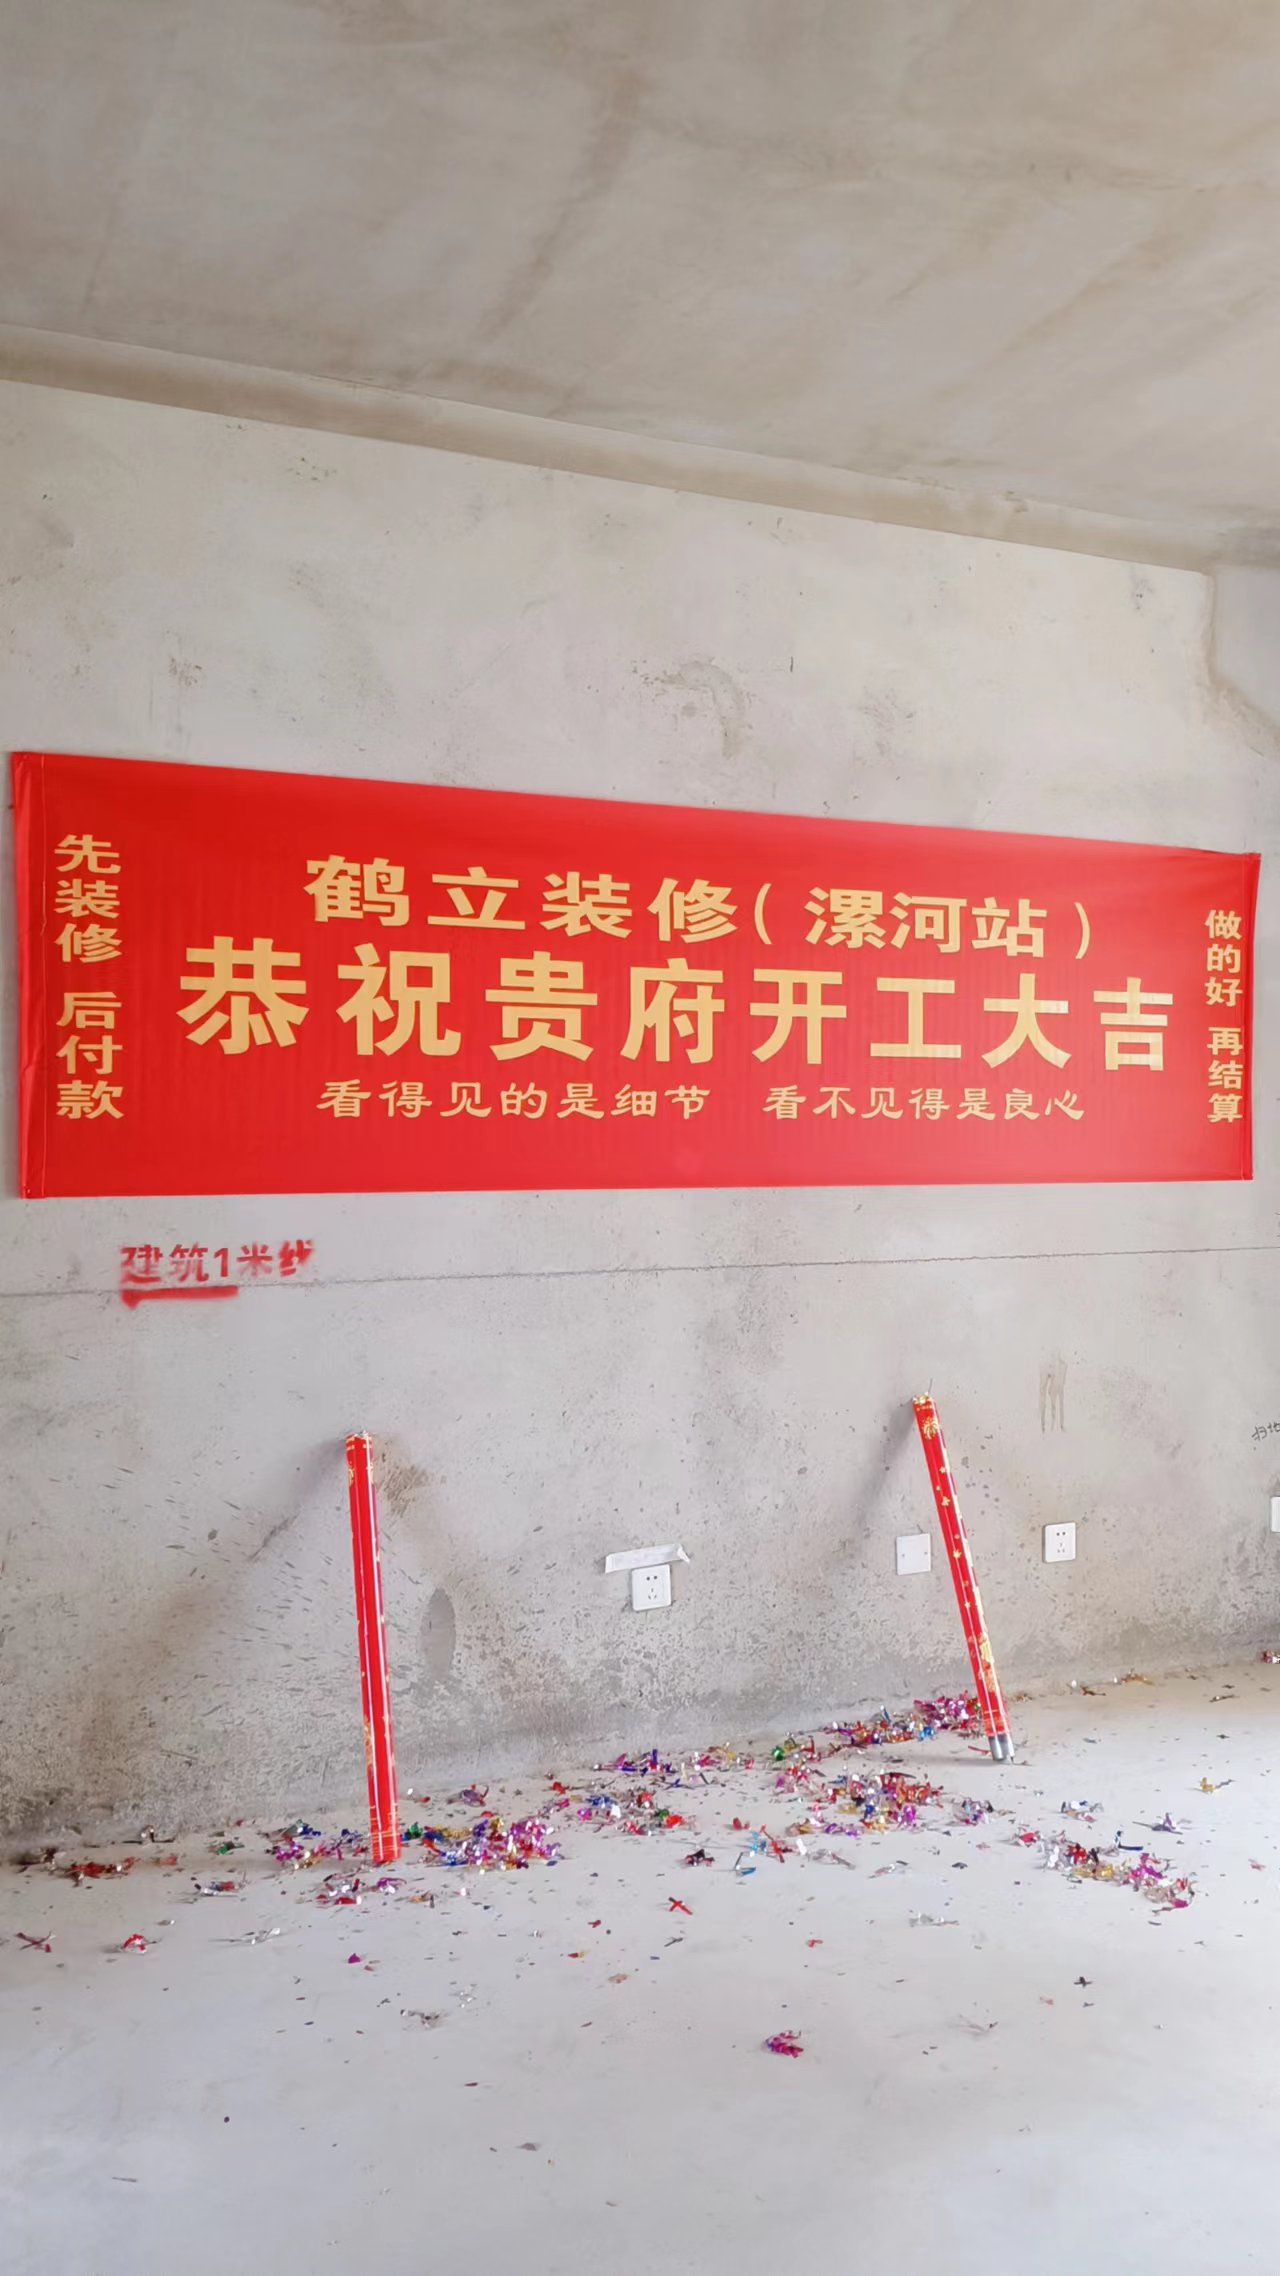 先装修 后付款
鹤立装修(漯河站)
恭祝贵府开工大吉
看得见的是细节 看不见得是良心
做的好 再结算
建筑1米线
扫地